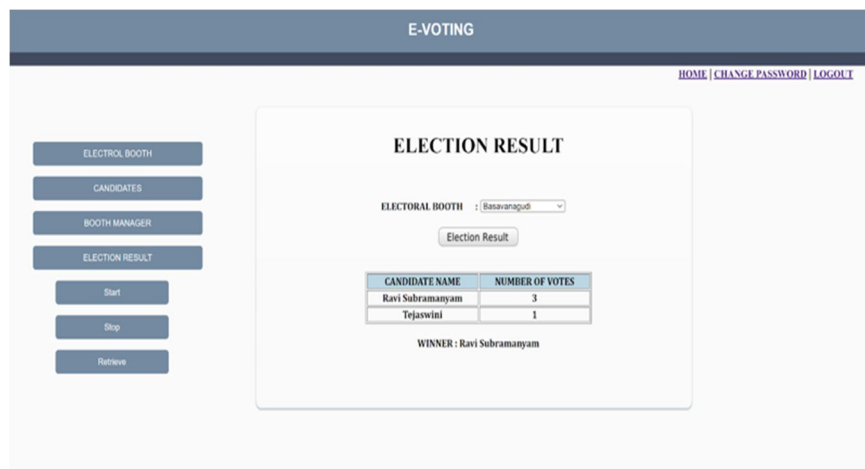 E-VOTING
HOME | CHANGE PASSWORD | LOGOUT
ELECTROL BOOTH
CANDIDATES
BOOTH MANAGER
ELECTION RESULT
Start
Stop
Retrieve
ELECTION RESULT
ELECTORAL BOOTH : Basavanagudi
Election Result
CANDIDATE NAME NUMBER OF VOTES
Ravi Subramanyam 3
Tejaswini 1
WINNER : Ravi Subramanyam